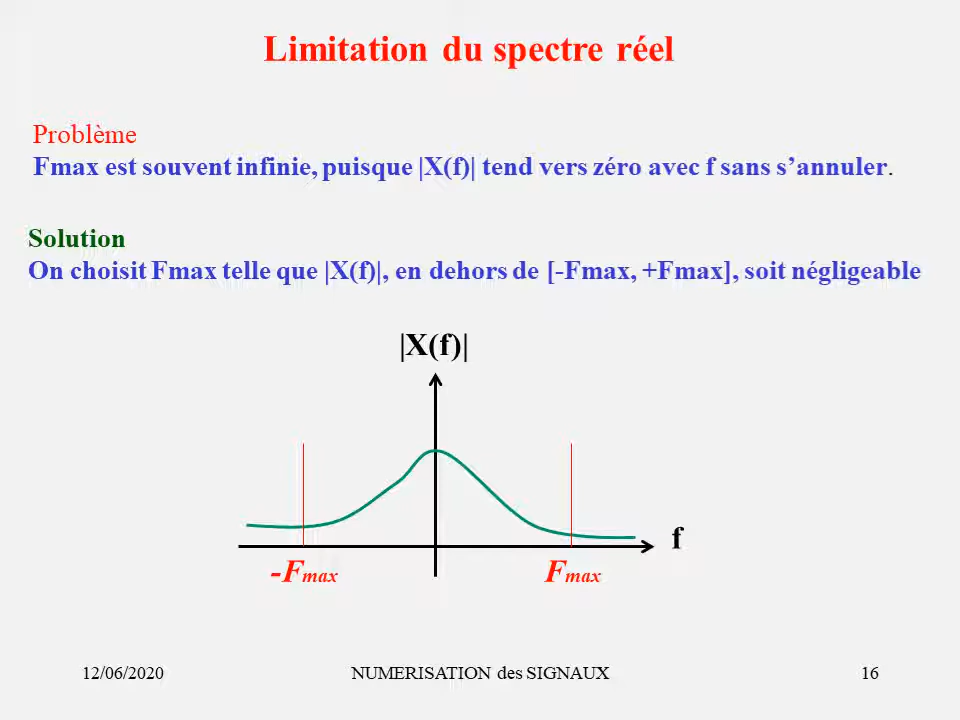 Limitation du spectre réel
Problème
Fmax est souvent infinie, puisque |X(f)| tend vers zéro avec f sans s’annuler.
Solution
On choisit Fmax telle que |X(f)|, en dehors de [-Fmax, +Fmax], soit négligeable
|X(f)|
f
-Fmax
Fmax
12/06/2020
NUMERISATION des SIGNAUX
16